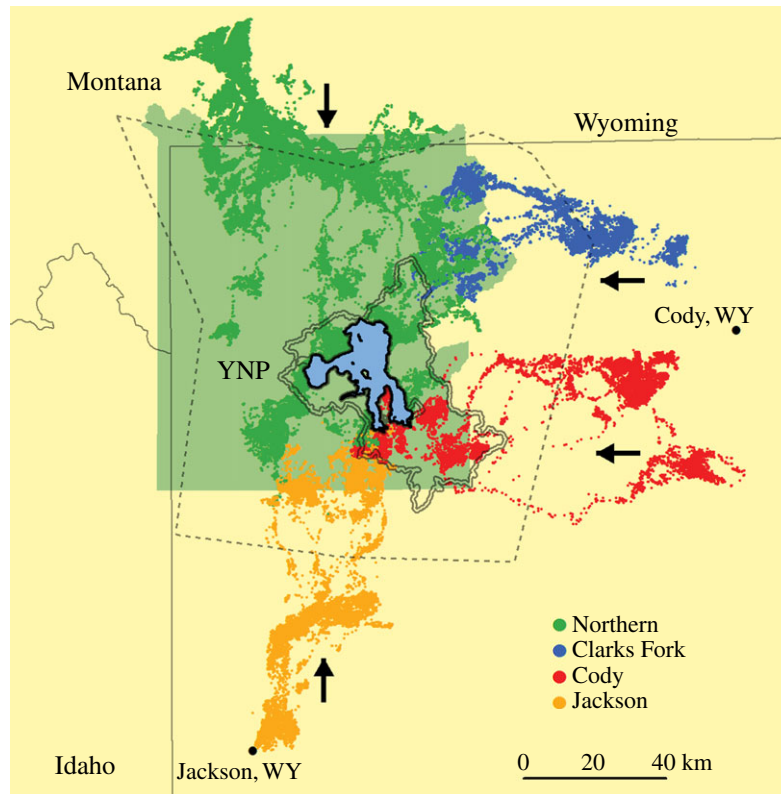 Montana
Wyoming
Cody, WY
YNP
Northern
Clarks Fork
Cody
Jackson
Idaho
Jackson, WY
0 20 40 km